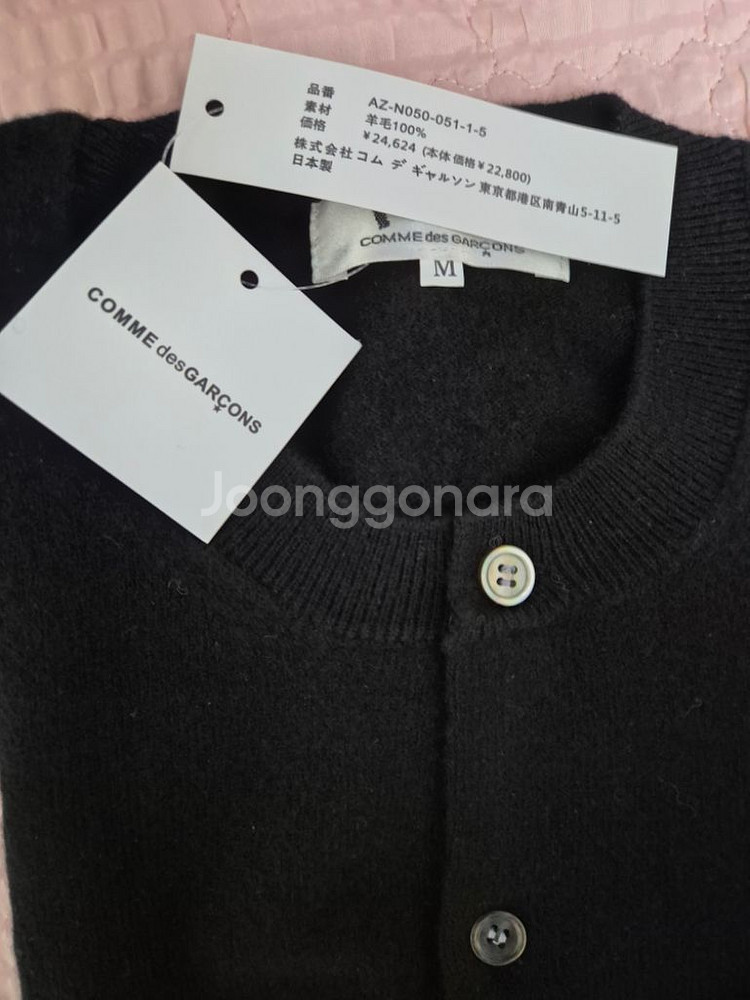 品番 AZ-N050-051-1-5
素材 羊毛100%
価格 ¥24,624 (本体価格¥22,800)
株式会社コム デ ギャルソン 東京都港区南青山5-11-5
日本製
COMME des GARÇONS
M
COMME des GARÇONS
Joonggonara